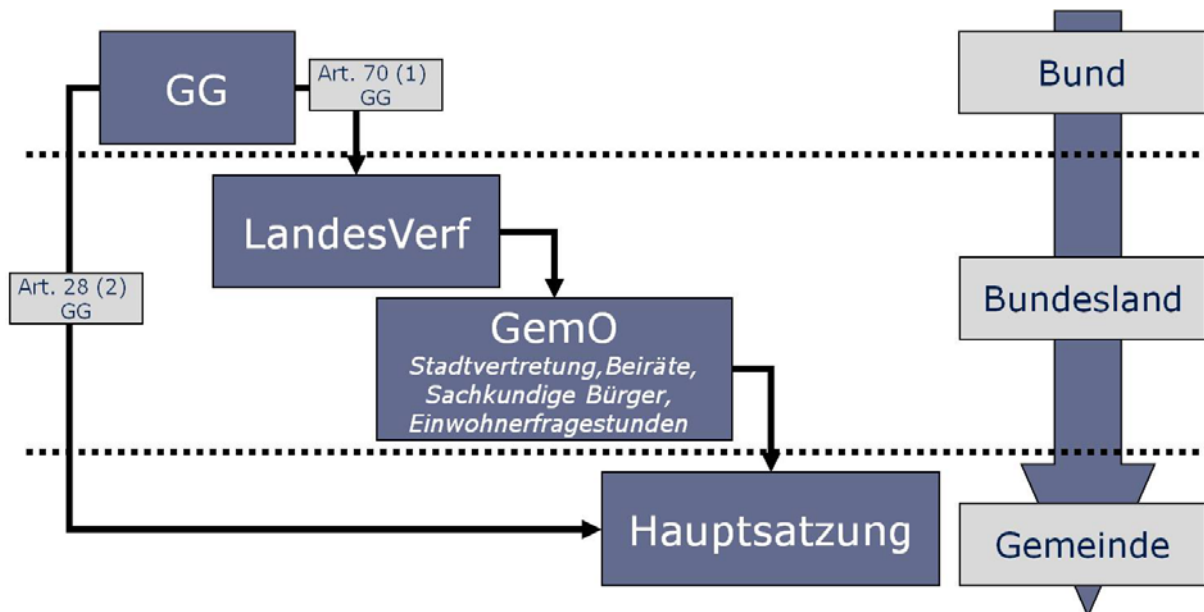 GG
Art. 70 (1)
GG
Bund
LandesVerf
Art. 28 (2)
GG
Bundesland
GemO
Stadtvertretung,Beiräte,
Sachkundige Bürger,
Einwohnerfragestunden
Hauptsatzung
Gemeinde